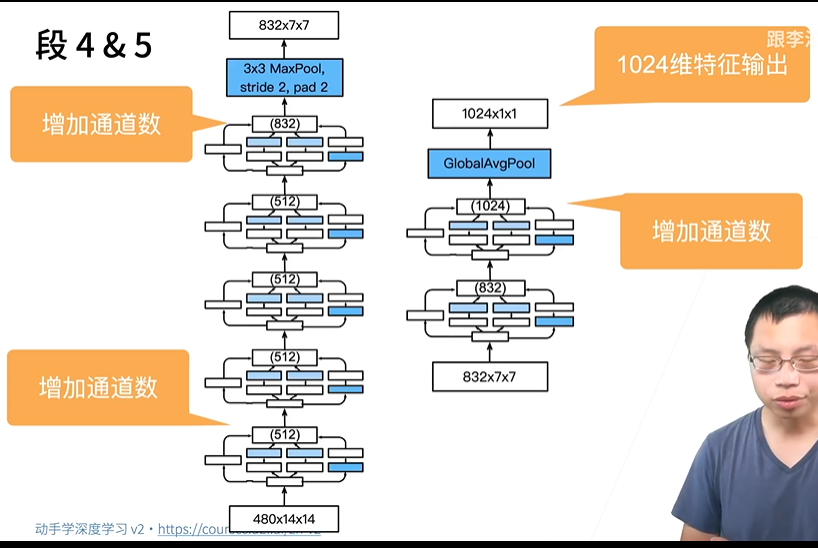 段 4 & 5
跟李
832x7x7
3x3 MaxPool,
stride 2, pad 2
增加通道数
(832)
(512)
(512)
(512)
增加通道数
(512)
480x14x14
1024维特征输出
1024x1x1
GlobalAvgPool
(1024)
增加通道数
(832)
832x7x7
动手学深度学习 v2 · https://cour